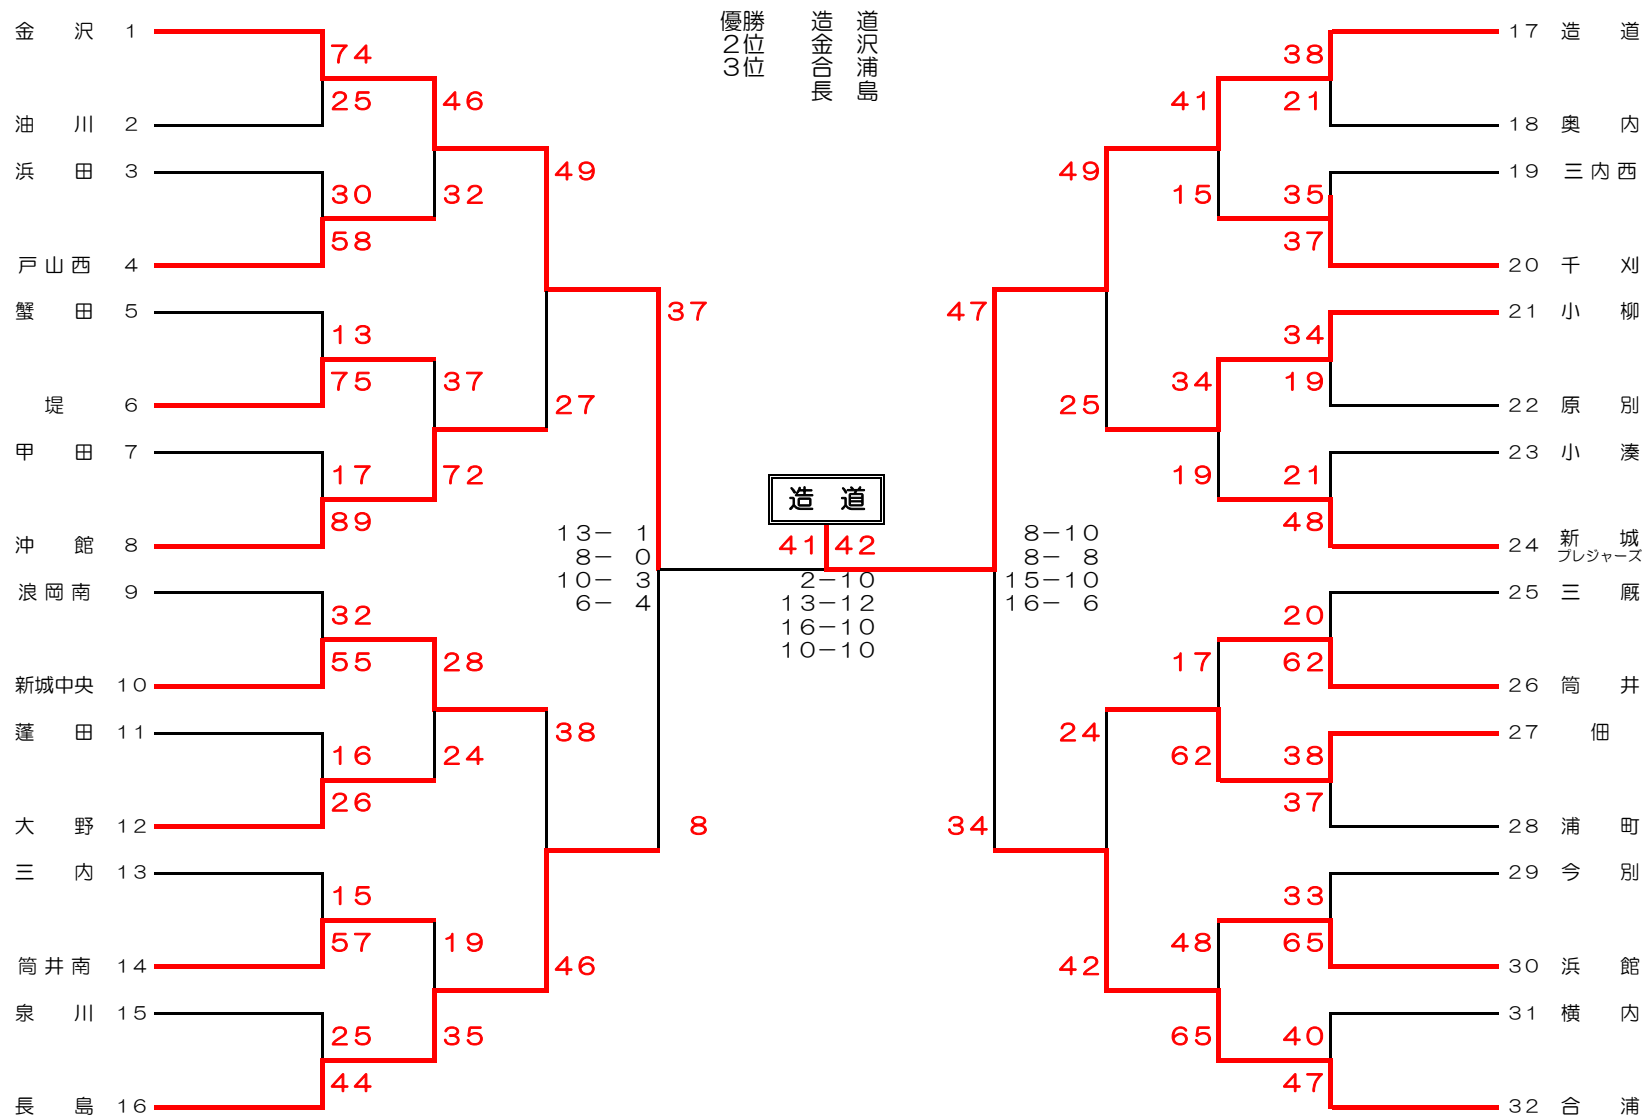 優勝 造道
2位 金沢
3位 合浦
長島
金沢 1
74
25
油川 2
46
浜田 3
30
58
32
戸山西 4
49
蟹田 5
13
75
37
堤 6
27
甲田 7
17
89
72
沖館 8
37
浪岡南 9
32
55
28
新城中央 10
38
蓬田 11
16
26
24
大野 12
8
三内 13
15
57
19
筒井南 14
46
泉川 15
25
44
35
長島 16
造道
41 42
13－ 1
8－ 0
10－ 3
6－ 4
2－10
13－12
16－10
10－10
8－10
8－ 8
15－10
16－ 6
17 造道
38
21
41
18 奥内
49
19 三内西
35
37
15
20 千刈
47
21 小柳
34
19
34
22 原別
25
23 小湊
21
48
19
24 新城
プレジャーズ
25 三厩
20
62
17
26 筒井
24
27 佃
38
37
62
28 浦町
34
29 今別
33
65
48
30 浜館
42
31 横内
40
47
65
32 合浦